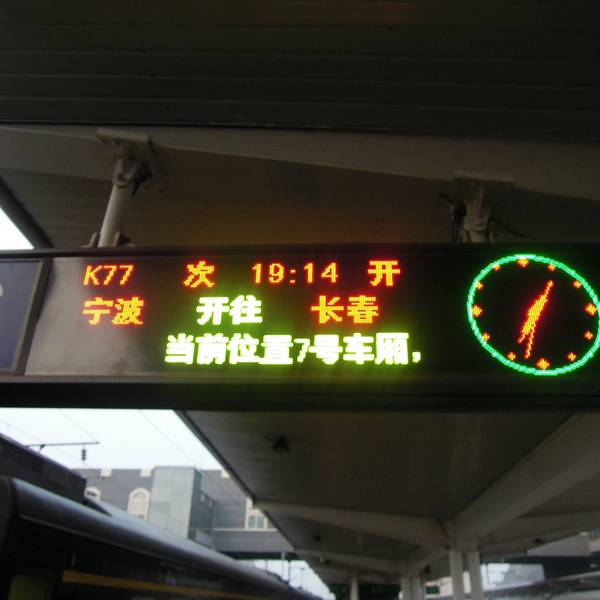 K77 次 19:14 开
宁波 开往 长春
当前位置7号车厢，